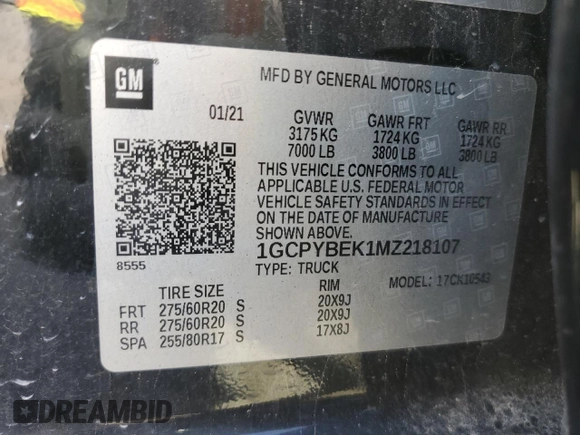 GM
MFD BY GENERAL MOTORS LLC
01/21
GVWR GAWR FRT GAWR RR
3175 KG 1724 KG 1724 KG
7000 LB 3800 LB 3800 LB
THIS VEHICLE CONFORMS TO ALL
APPLICABLE U.S. FEDERAL MOTOR
VEHICLE SAFETY STANDARDS IN EFFECT
ON THE DATE OF MANUFACTURE
SHOWN ABOVE.
1GCPYBEK1MZ218107
8555
TYPE: TRUCK MODEL: 17CK10543
TIRE SIZE RIM
FRT 275/60R20 S 20X9J
RR 275/60R20 S 20X9J
SPA 255/80R17 S 17X8J
DREAMBID